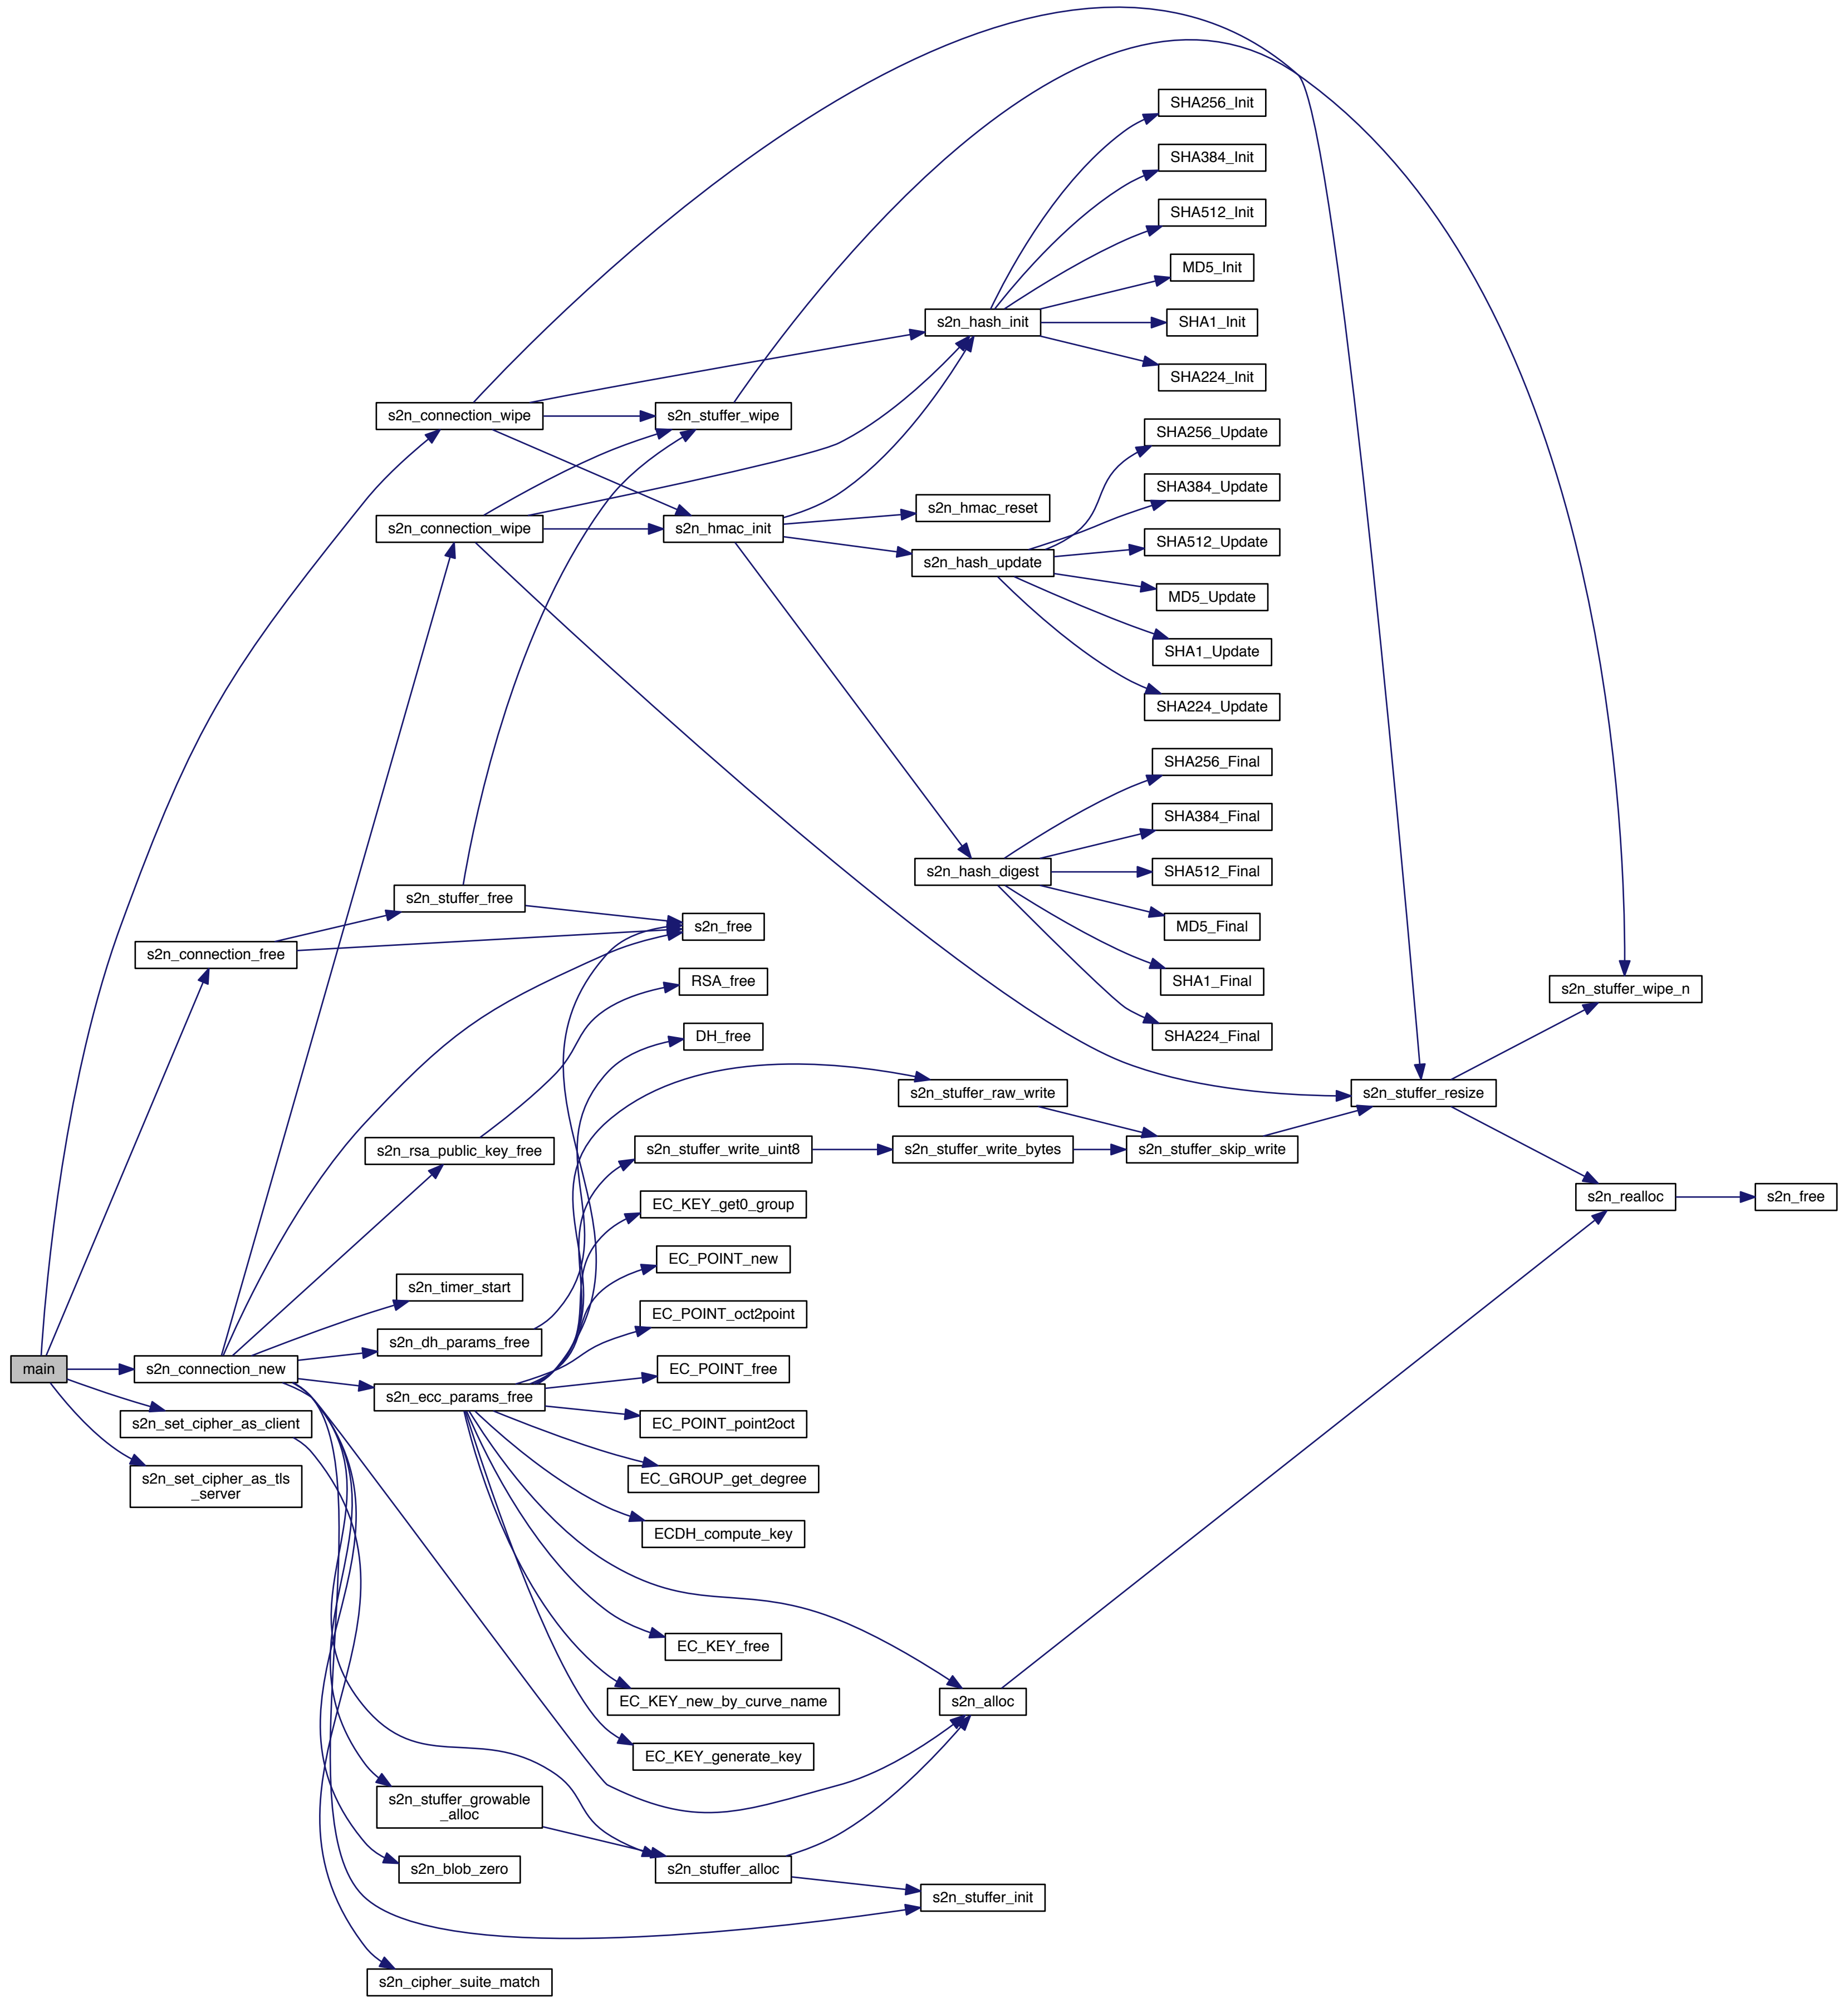 SHA256_Init
SHA384_Init
SHA512_Init
MD5_Init
s2n_hash_init
SHA1_Init
SHA224_Init
s2n_connection_wipe
s2n_stuffer_wipe
SHA256_Update
SHA384_Update
s2n_hmac_reset
s2n_connection_wipe
s2n_hmac_init
SHA512_Update
s2n_hash_update
MD5_Update
SHA1_Update
SHA224_Update
SHA256_Final
SHA384_Final
s2n_hash_digest
SHA512_Final
s2n_stuffer_free
s2n_free
MD5_Final
s2n_connection_free
RSA_free
SHA1_Final
s2n_stuffer_wipe_n
DH_free
SHA224_Final
s2n_stuffer_raw_write
s2n_stuffer_resize
s2n_rsa_public_key_free
s2n_stuffer_write_uint8
s2n_stuffer_write_bytes
s2n_stuffer_skip_write
EC_KEY_get0_group
s2n_realloc
s2n_free
EC_POINT_new
s2n_timer_start
EC_POINT_oct2point
s2n_dh_params_free
main
s2n_connection_new
EC_POINT_free
s2n_ecc_params_free
s2n_set_cipher_as_client
EC_POINT_point2oct
s2n_set_cipher_as_tls
_server
EC_GROUP_get_degree
ECDH_compute_key
EC_KEY_free
EC_KEY_new_by_curve_name
s2n_alloc
EC_KEY_generate_key
s2n_stuffer_growable
_alloc
s2n_blob_zero
s2n_stuffer_alloc
s2n_stuffer_init
s2n_cipher_suite_match